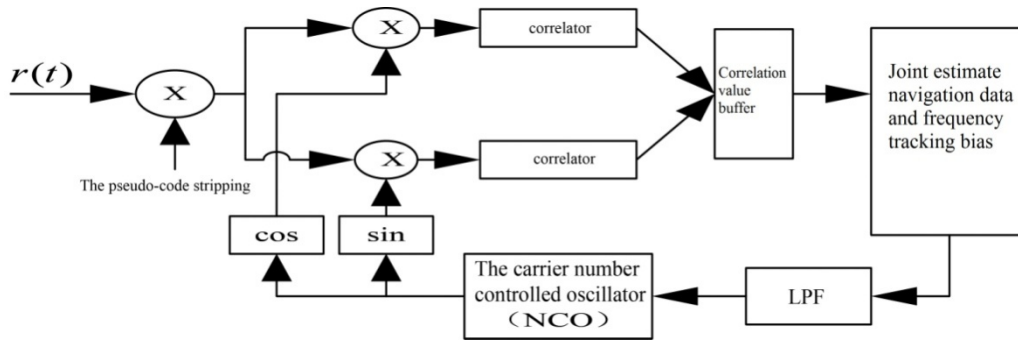 r(t)
X
The pseudo-code stripping
X
correlator
X
correlator
cos
sin
Correlation
value
buffer
Joint estimate
navigation data
and frequency
tracking bias
The carrier number
controlled oscillator
（NCO）
LPF